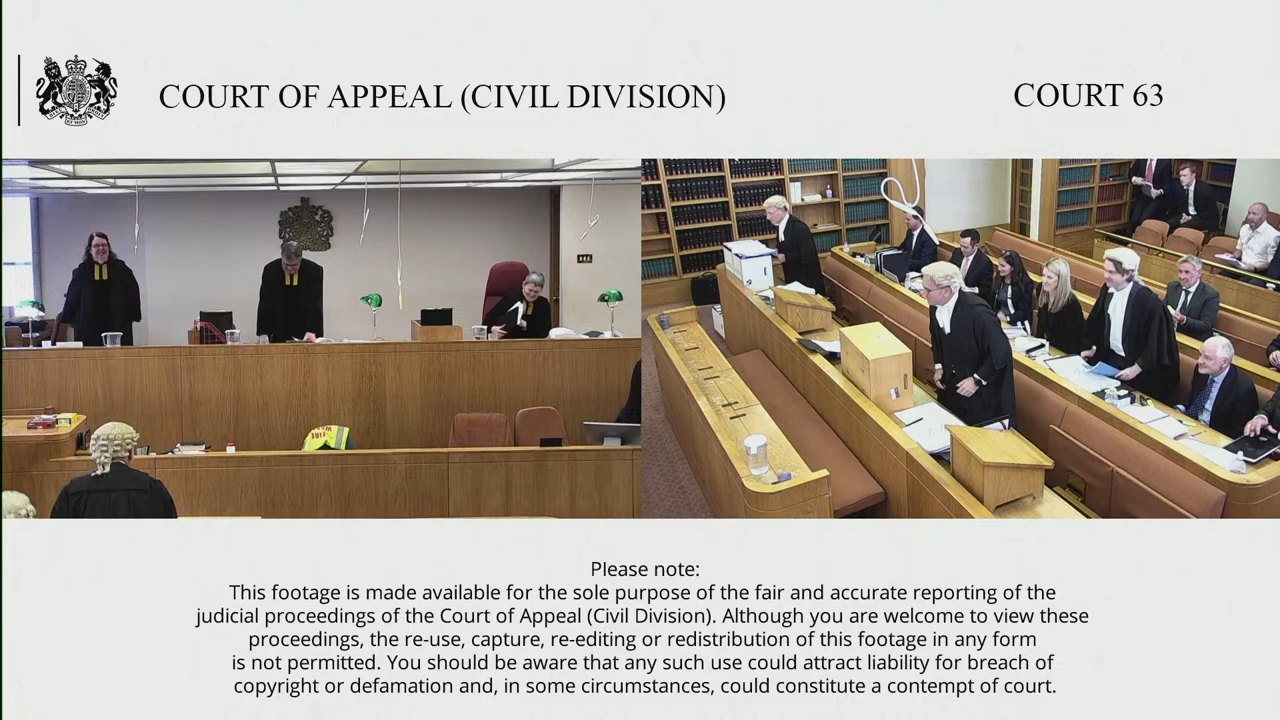 COURT OF APPEAL (CIVIL DIVISION)
COURT 63
Please note:
This footage is made available for the sole purpose of the fair and accurate reporting of the
judicial proceedings of the Court of Appeal (Civil Division). Although you are welcome to view these
proceedings, the re-use, capture, re-editing or redistribution of this footage in any form
is not permitted. You should be aware that any such use could attract liability for breach of
copyright or defamation and, in some circumstances, could constitute a contempt of court.
FIRE